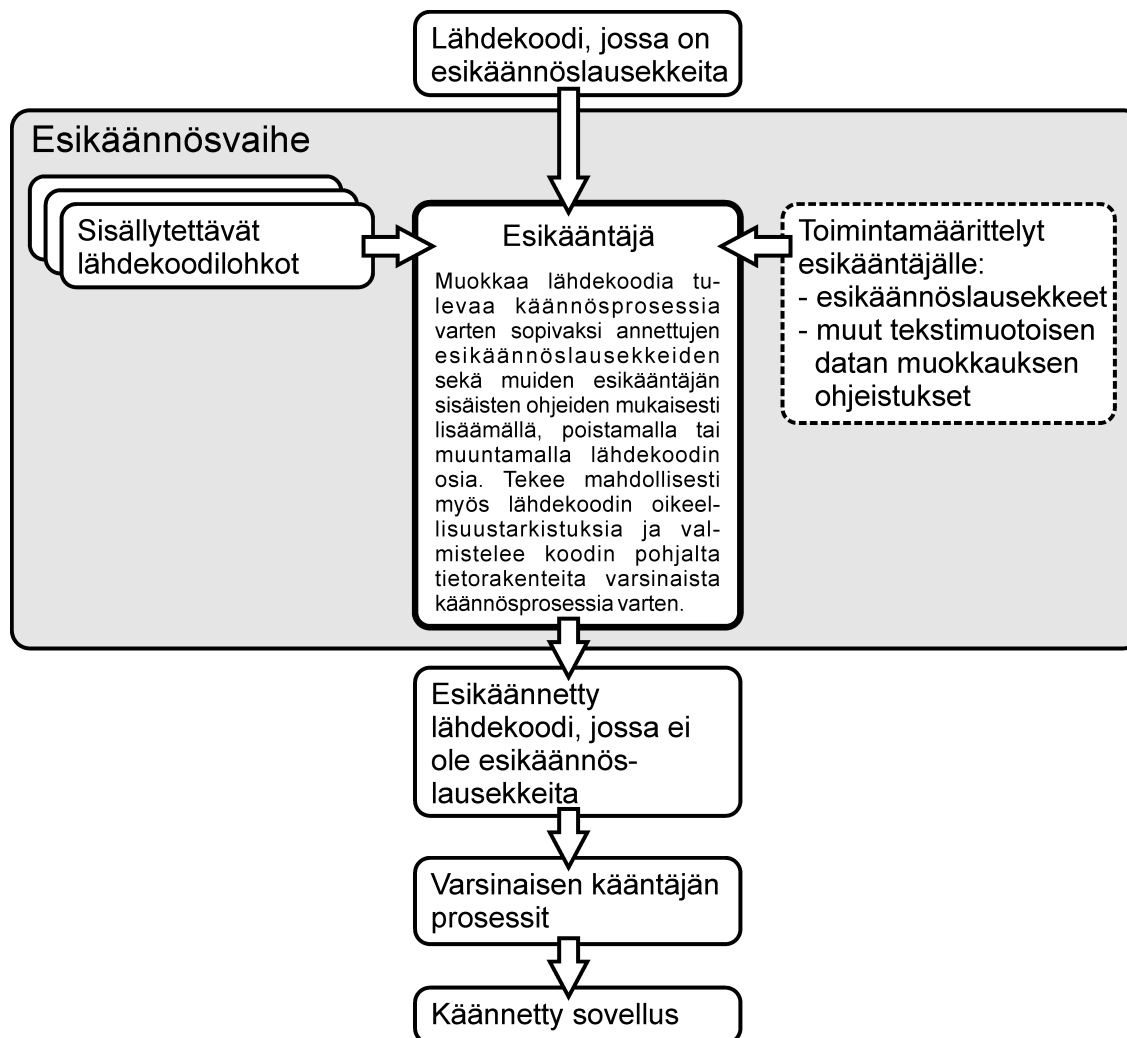 Lähdekoodi, jossa on
esikäännöslausekkeita
Esikäännösvaihe
Sisällytettävät
lähdekoodilohkot
Esikääntäjä
Muokkaa lähdekoodia tu-
levaa käännösprosessia
varten sopivaksi annettujen
esikäännöslausekkeiden
sekä muiden esikääntäjän
sisäisten ohjeiden mukaisesti
lisäämällä, poistamalla tai
muuntamalla lähdekoodin
osia. Tekee mahdollisesti
myös lähdekoodin oikeel-
lisuustarkistuksia ja val-
mistelee koodin pohjalta
tietorakenteita varsinaista
käännösprosessia varten.
Toimintamäärittelyt
esikääntäjälle:
- esikäännöslausekkeet
- muut tekstimuotoisen
datan muokkauksen
ohjeistukset
Esikäännetty
lähdekoodi, jossa ei
ole esikäännös-
lausekkeita
Varsinaisen kääntäjän
prosessit
Käännetty sovellus